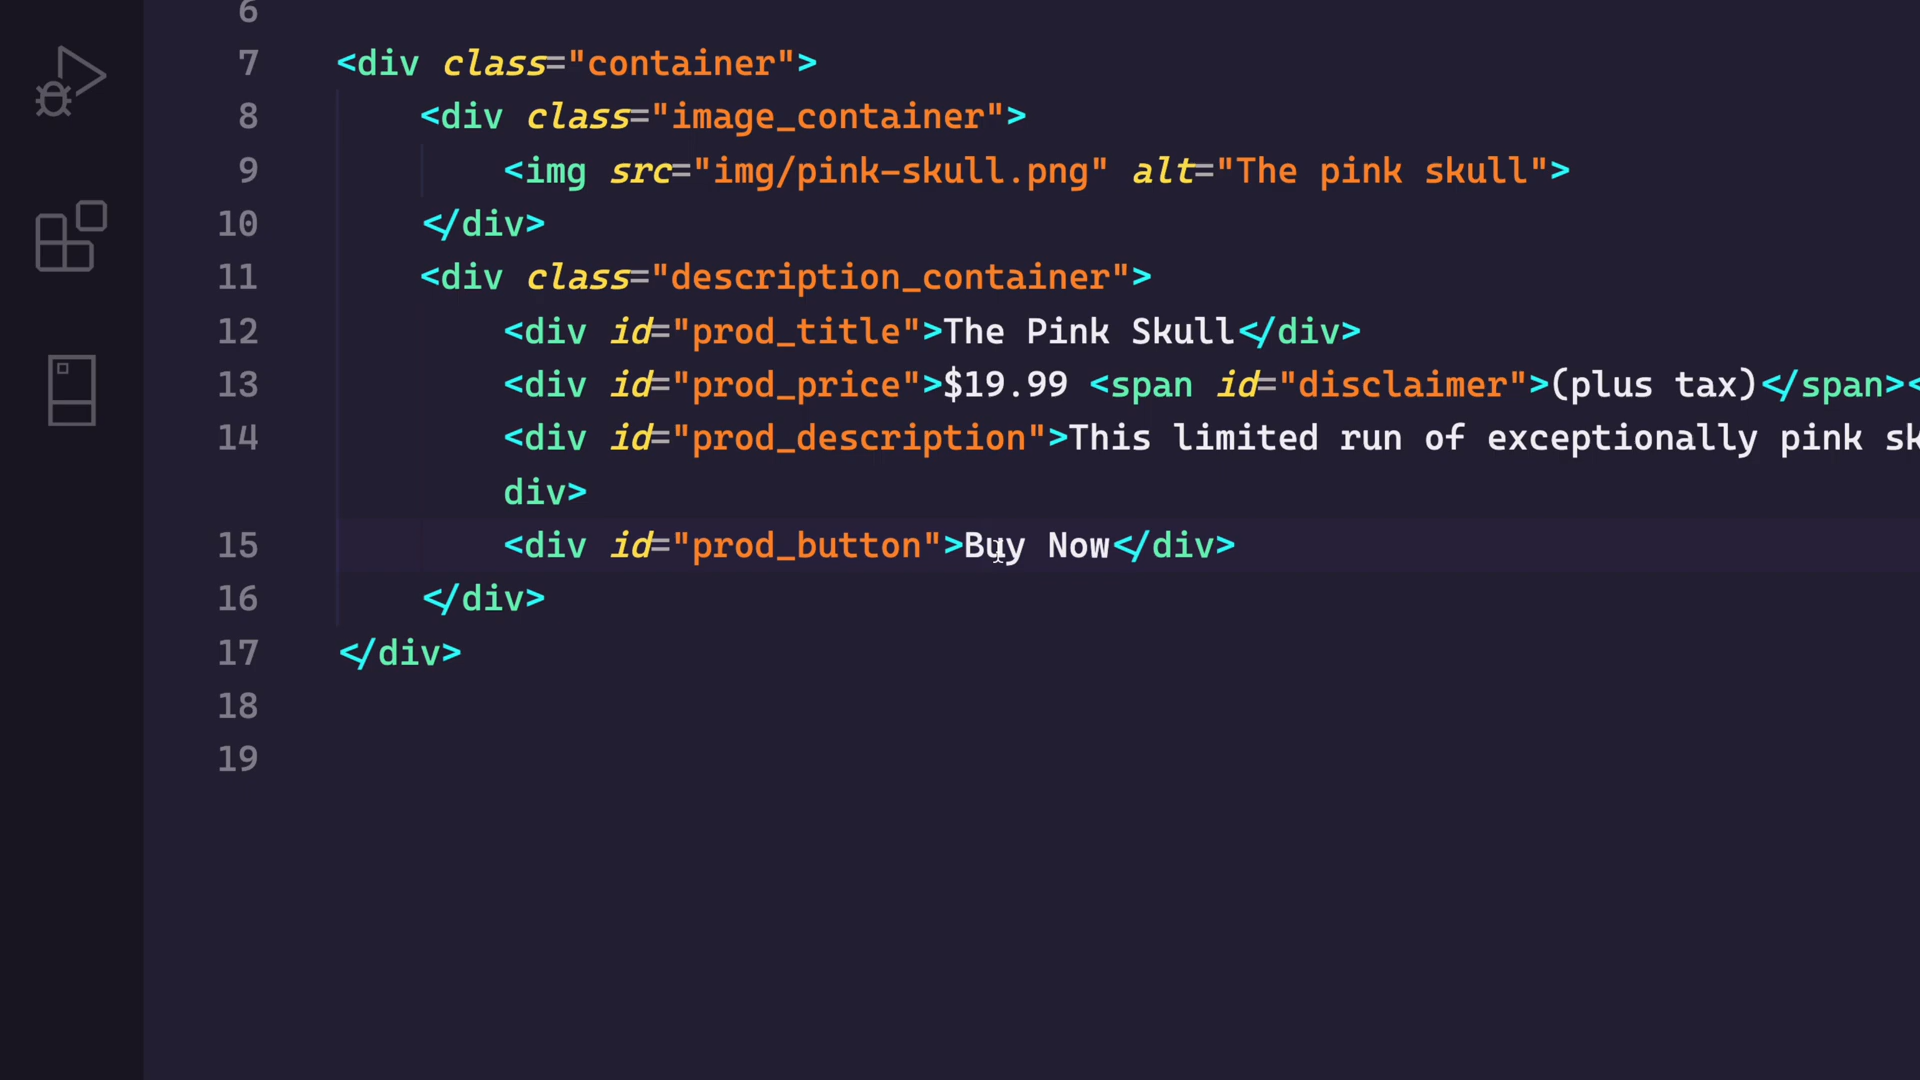 6
7 <div class="container">
8 <div class="image_container">
9 <img src="img/pink-skull.png" alt="The pink skull">
10 </div>
11 <div class="description_container">
12 <div id="prod_title">The Pink Skull</div>
13 <div id="prod_price">$19.99 <span id="disclaimer">(plus tax)</span><
14 <div id="prod_description">This limited run of exceptionally pink sk
div>
15 <div id="prod_button">Buy Now</div>
16 </div>
17 </div>
18
19